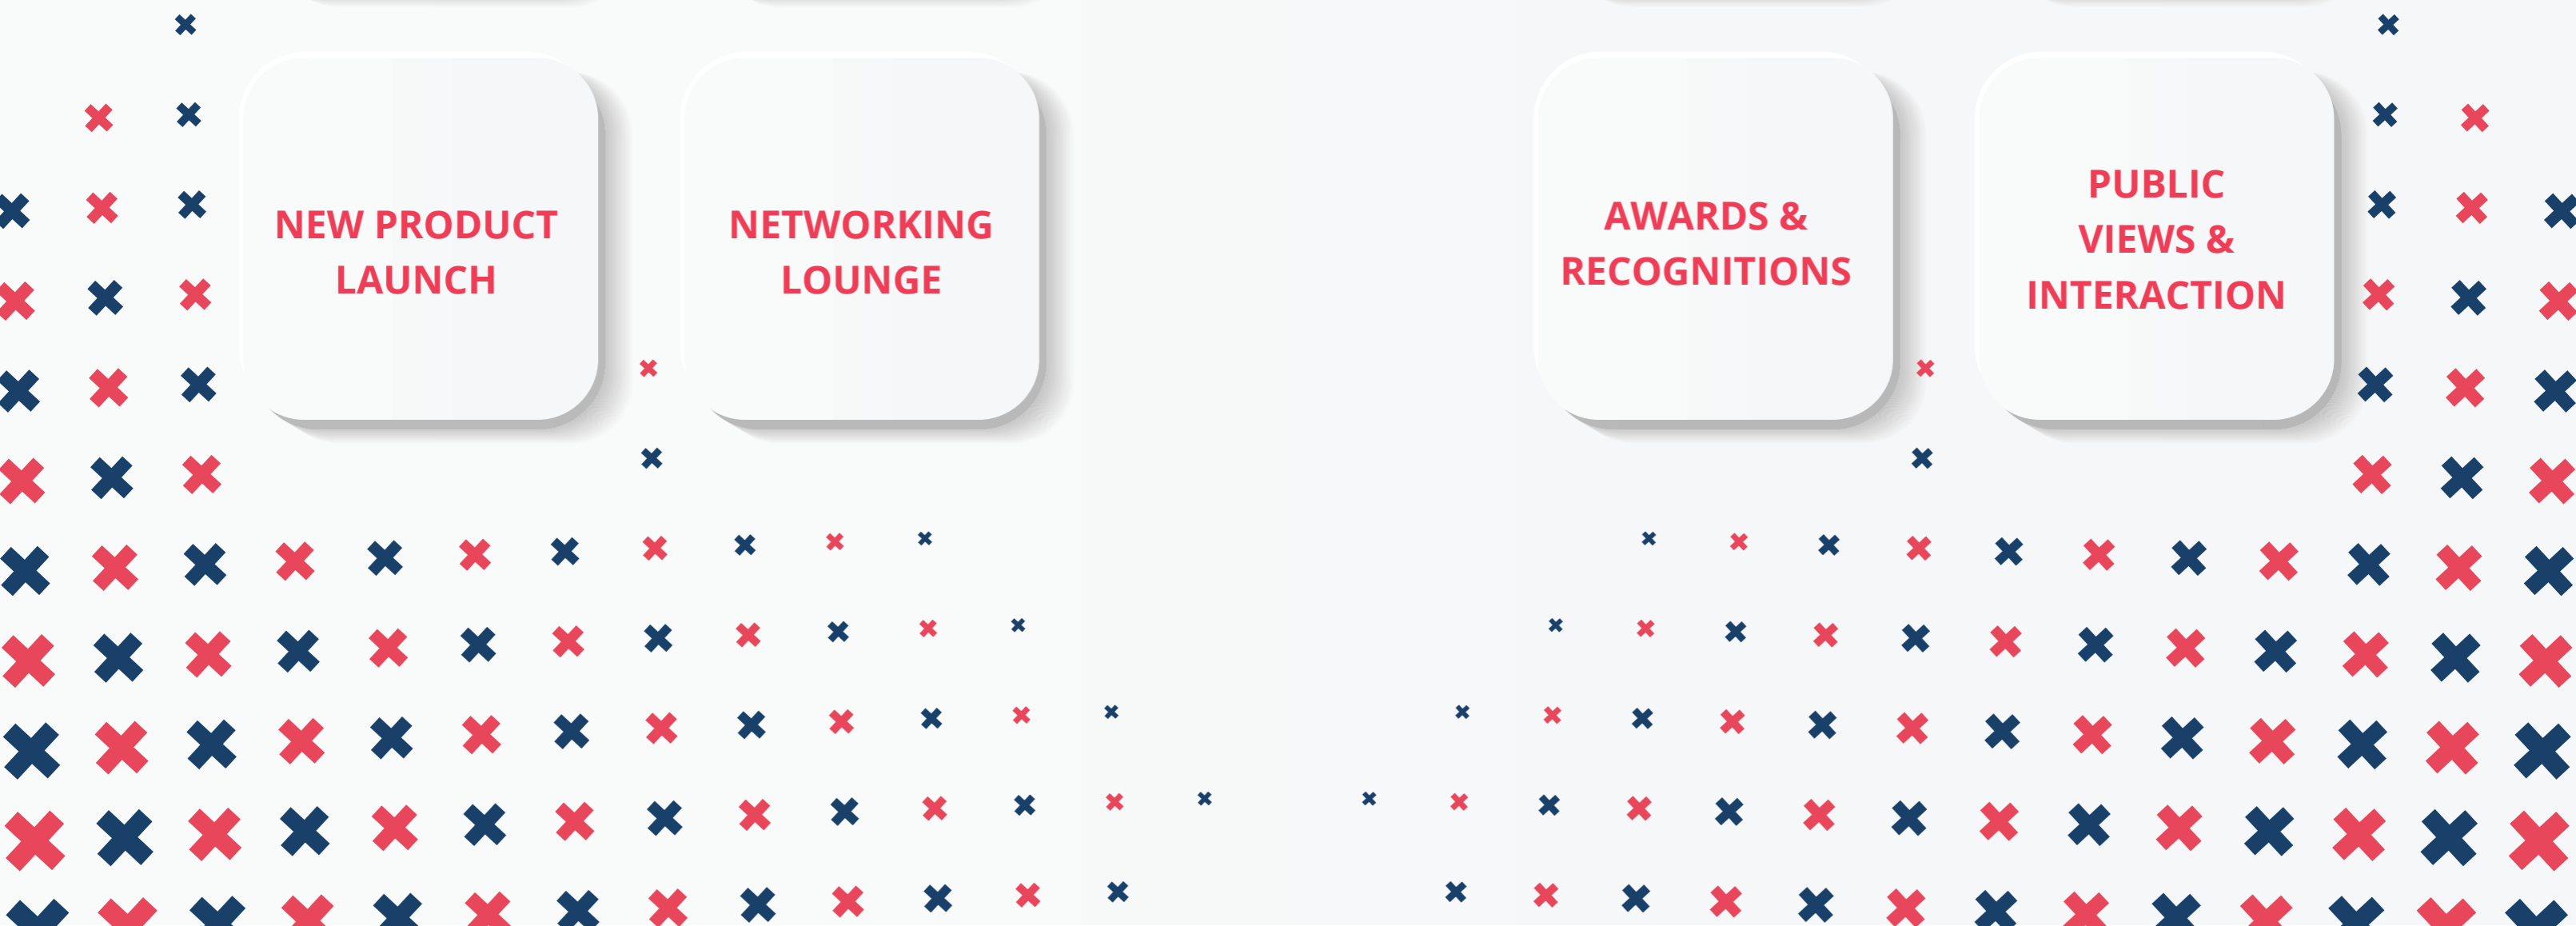 NEW PRODUCT
LAUNCH
NETWORKING
LOUNGE
AWARDS &
RECOGNITIONS
PUBLIC
VIEWS &
INTERACTION